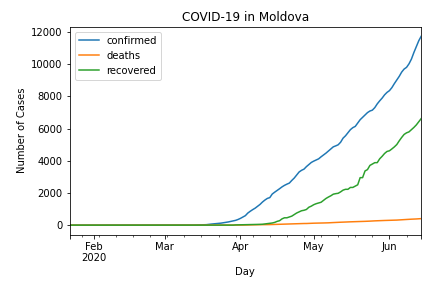 COVID-19 in Moldova
confirmed
deaths
recovered
12000
10000
8000
6000
4000
2000
0
Number of Cases
Feb
2020
Mar
Apr
May
Jun
Day